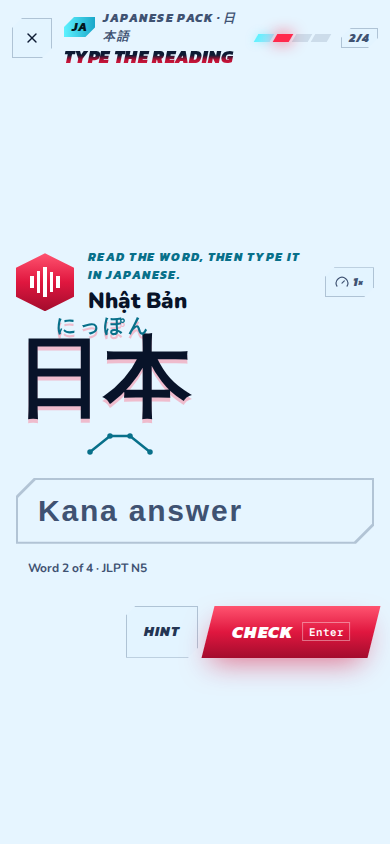 JA
JAPANESE PACK · 日本語
TYPE THE READING
2/4
READ THE WORD, THEN TYPE IT
IN JAPANESE.
Nhật Bản
1×
にっぽん
日本
Kana answer
Word 2 of 4 · JLPT N5
HINT
CHECK Enter